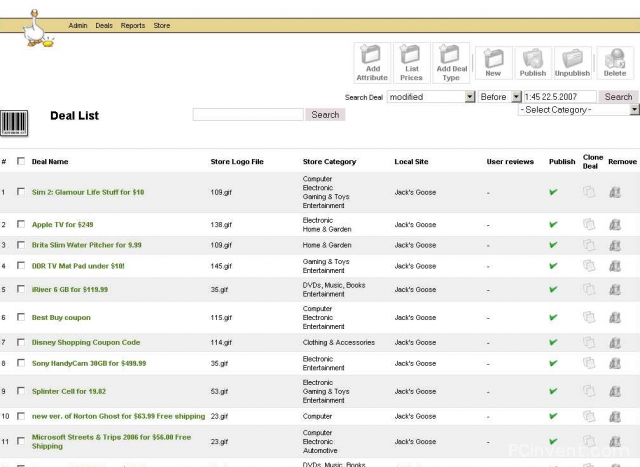 Admin Deals Reports Store
Add Attribute List Prices Add Deal Type New Publish Unpublish Delete
Search Deal modified Before 1:45 22.5.2007 Search
- Select Category -
Deal List Search
# Deal Name Store Logo File Store Category Local Site User reviews Publish Clone Deal Remove
1 Sim 2: Glamour Life Stuff for $10 109.gif Computer Electronic Gaming & Toys Entertainment Jack's Goose -
2 Apple TV for $249 138.gif Electronic Home & Garden Jack's Goose -
3 Brita Slim Water Pitcher for 9.99 109.gif Home & Garden Jack's Goose -
4 DDR TV Mat Pad under $10! 145.gif Gaming & Toys Entertainment Jack's Goose -
5 iRiver 6 GB for $119.99 35.gif DVDs, Music, Books Entertainment Jack's Goose -
6 Best Buy coupon 115.gif Computer Electronic Entertainment Jack's Goose -
7 Disney Shopping Coupon Code 114.gif Clothing & Accessories Jack's Goose -
8 Sony HandyCam 30GB for $499.99 35.gif Electronic Entertainment Jack's Goose -
9 Splinter Cell for 19.82 53.gif Electronic Gaming & Toys Entertainment Jack's Goose -
10 new ver. of Norton Ghost for $63.99 Free shipping 23.gif Computer Jack's Goose -
11 Microsoft Streets & Trips 2006 for $56.00 Free Shipping 23.gif Computer Electronic Automotive Jack's Goose -
DVDs, Music, Books
PCinvent.com